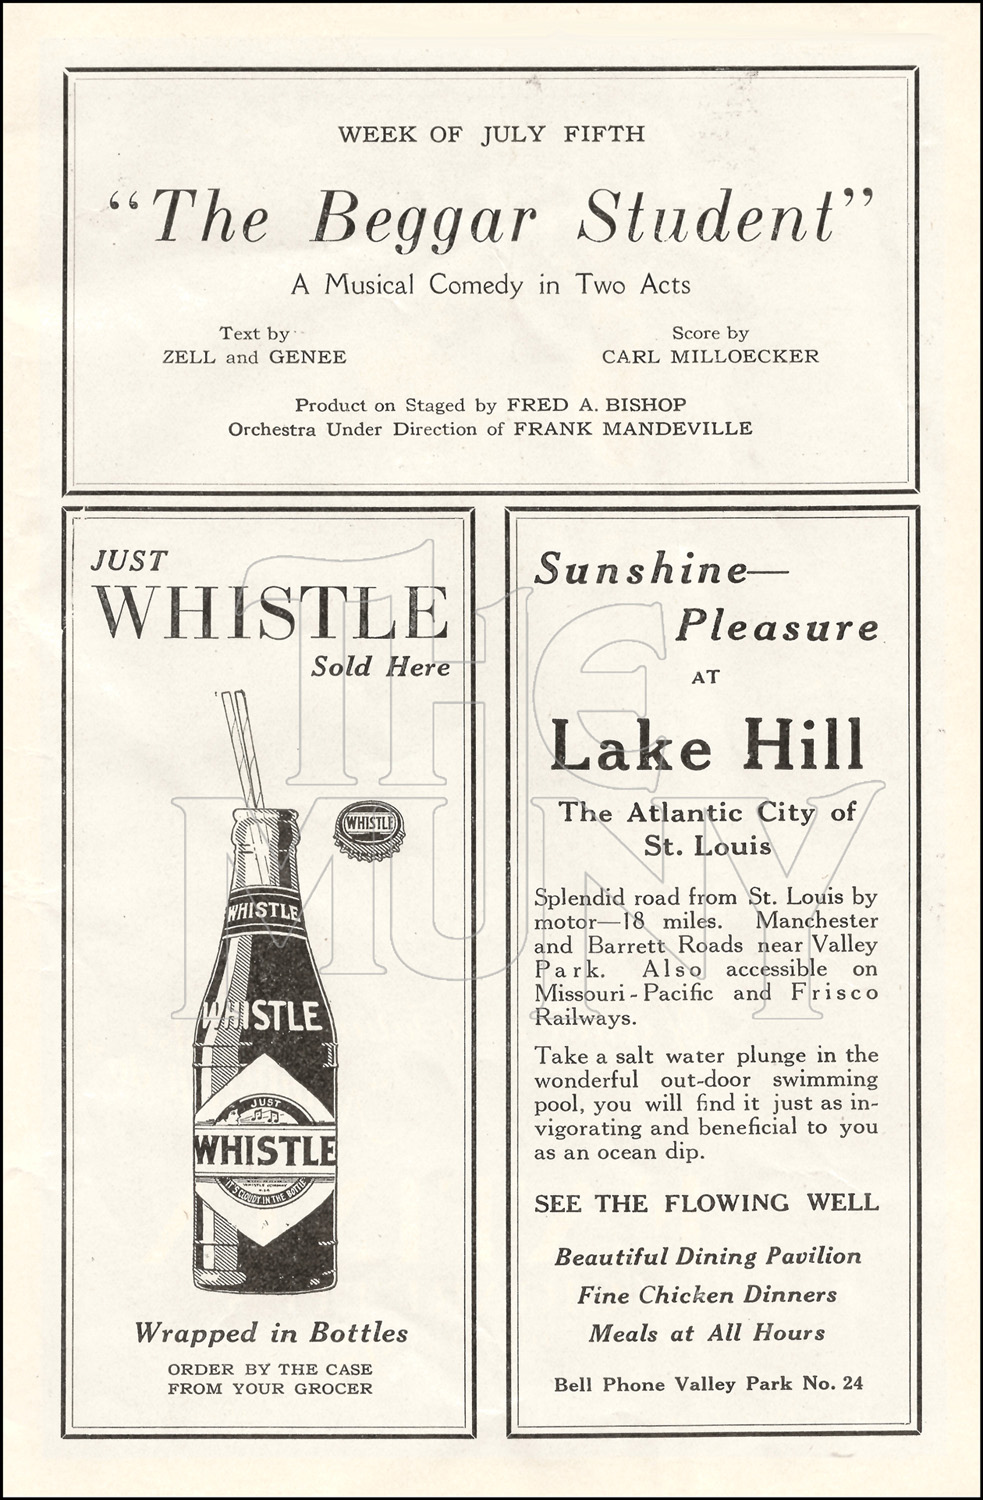 WEEK OF JULY FIFTH
“The Beggar Student”
A Musical Comedy in Two Acts
Text by
ZELL and GENEE
Score by
CARL MILLOECKER
Product on Staged by FRED A. BISHOP
Orchestra Under Direction of FRANK MANDEVILLE
JUST
WHISTLE
Sold Here
WHISTLE
WHISTLE
WHISTLE
JUST
WHISTLE
IT'S CLOUDY IN THE BOTTLE
Wrapped in Bottles
ORDER BY THE CASE
FROM YOUR GROCER
Sunshine—
Pleasure
AT
Lake Hill
The Atlantic City of
St. Louis
Splendid road from St. Louis by
motor—18 miles. Manchester
and Barrett Roads near Valley
Park. Also accessible on
Missouri-Pacific and Frisco
Railways.
Take a salt water plunge in the
wonderful out-door swimming
pool, you will find it just as in-
vigorating and beneficial to you
as an ocean dip.
SEE THE FLOWING WELL
Beautiful Dining Pavilion
Fine Chicken Dinners
Meals at All Hours
Bell Phone Valley Park No. 24
THE
MUNY